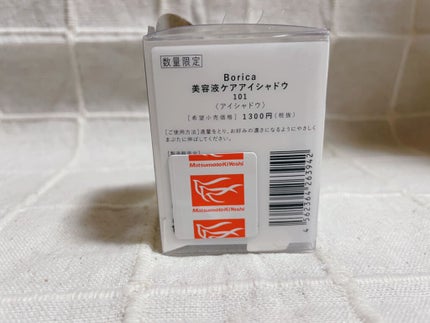 数量限定
Borica
美容液ケアアイシャドウ
101
〈アイシャドウ〉
[希望小売価格] 1300円(税抜)
[ご使用方法]適量をとり、お好みの濃さになるようにやさしく
まぶたに伸ばしてください。
MatsumotoKiYoshi
MatsumotoKiYoshi
4 562364 263942